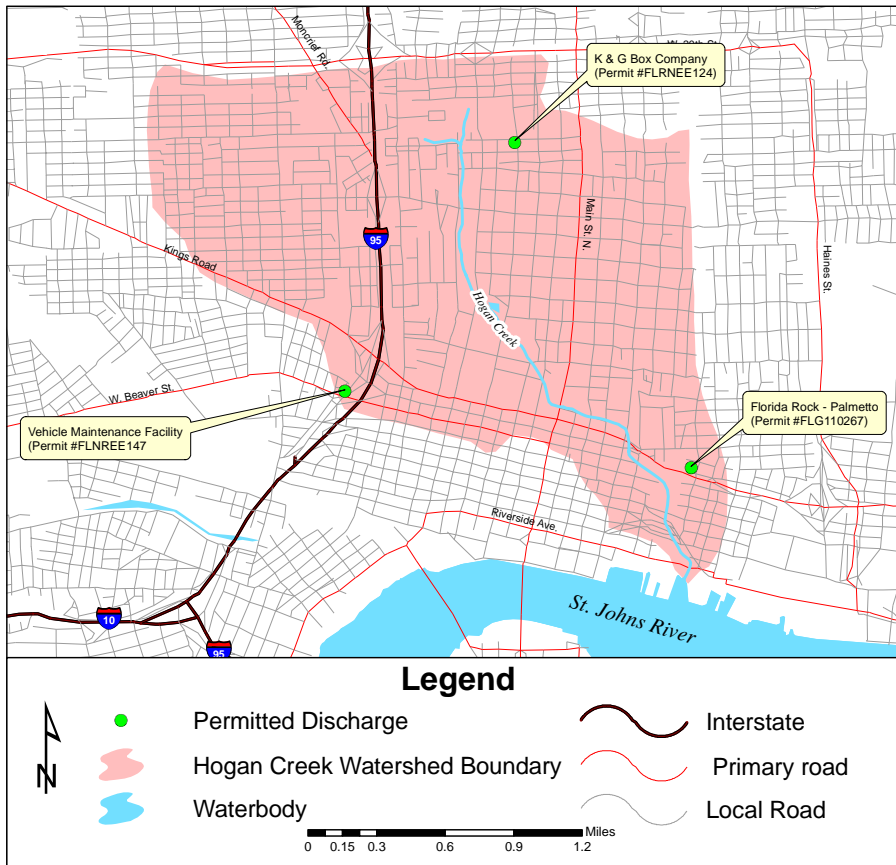 Moncrief Rd.
W. 20th St.
K & G Box Company
(Permit #FLRNEE124)
95
Main St. N.
Haines St.
Kings Road
Hogan Creek
W. Beaver St.
Vehicle Maintenance Facility
(Permit #FLNREE147
Florida Rock - Palmetto
(Permit #FLG110267)
Riverside Ave.
St. Johns River
10
95
Legend
N
Permitted Discharge
Hogan Creek Watershed Boundary
Waterbody
Interstate
Primary road
Local Road
Miles
0 0.15 0.3 0.6 0.9 1.2